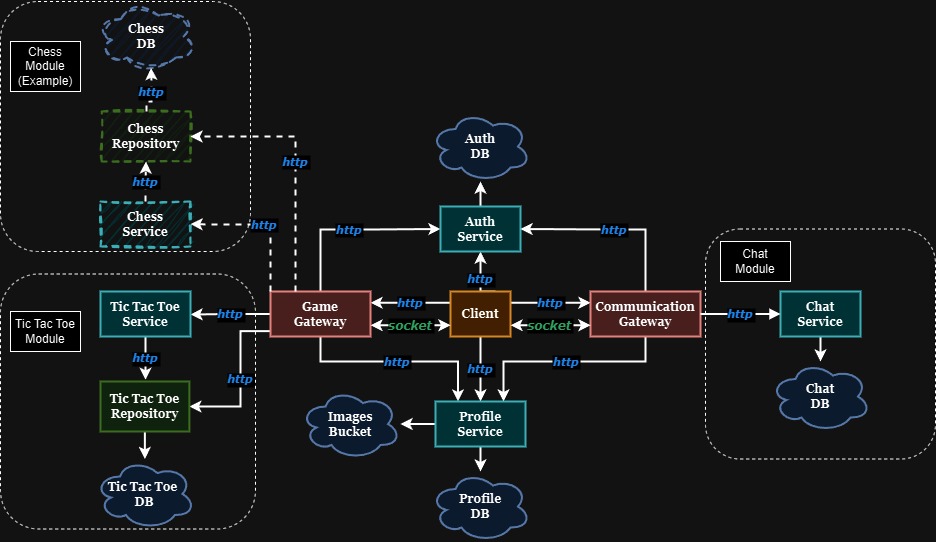 Chess
DB
Chess
Module
(Example)
http
Chess
Repository
http
http
Chess
Service
http
Auth
DB
Auth
Service
http
http
http
Chat
Module
Tic Tac Toe
Module
Tic Tac Toe
Service
http
Game
Gateway
http
socket
Client
http
socket
Communication
Gateway
http
Chat
Service
http
http
http
http
http
Tic Tac Toe
Repository
Images
Bucket
Profile
Service
Chat
DB
Tic Tac Toe
DB
Profile
DB